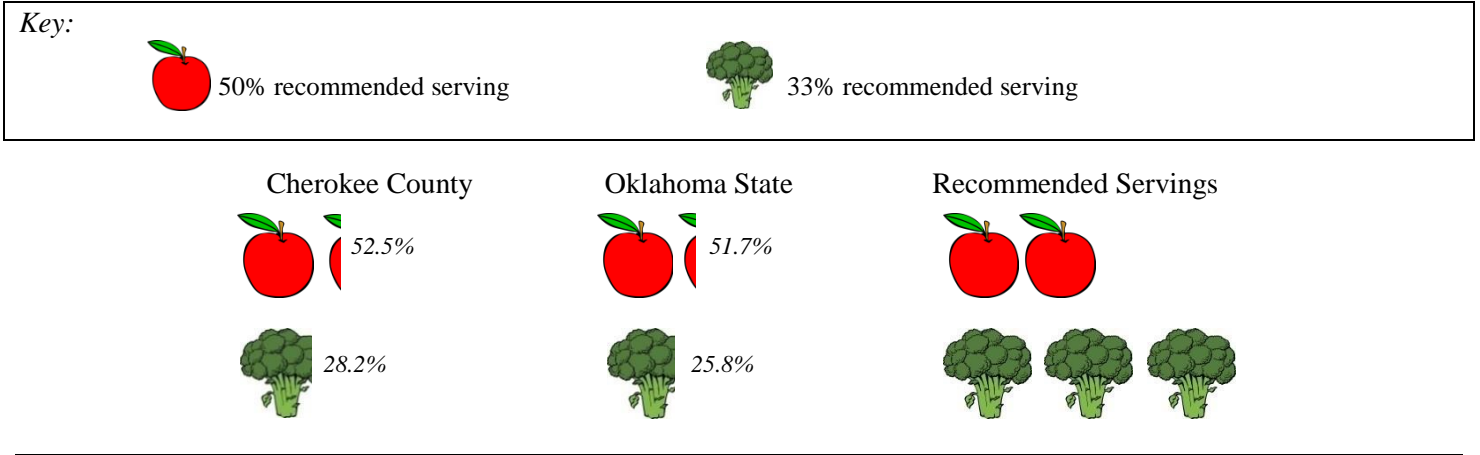 Key:
50% recommended serving 33% recommended serving
Cherokee County Oklahoma State Recommended Servings
52.5% 51.7%
28.2% 25.8%